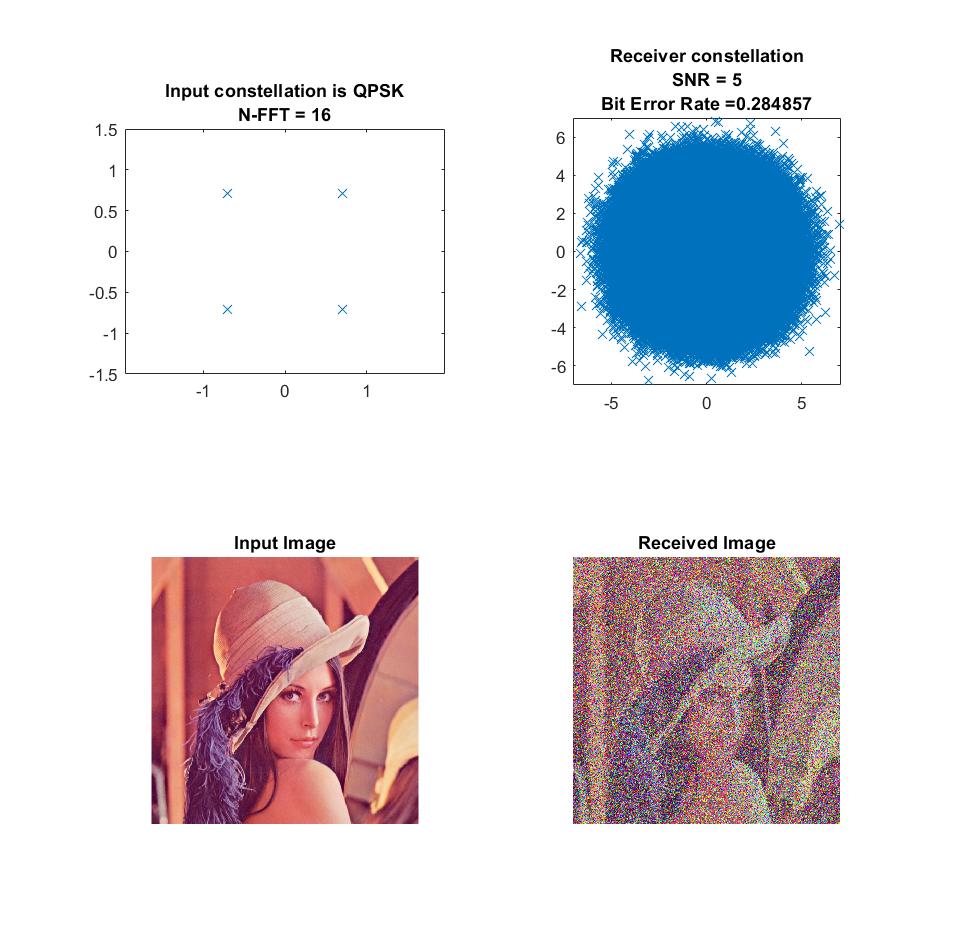 Input constellation is QPSK
N-FFT = 16
1.5
1
0.5
0
-0.5
-1
-1.5
-1 0 1
Receiver constellation
SNR = 5
Bit Error Rate =0.284857
6
4
2
0
-2
-4
-6
-5 0 5
Input Image
Received Image